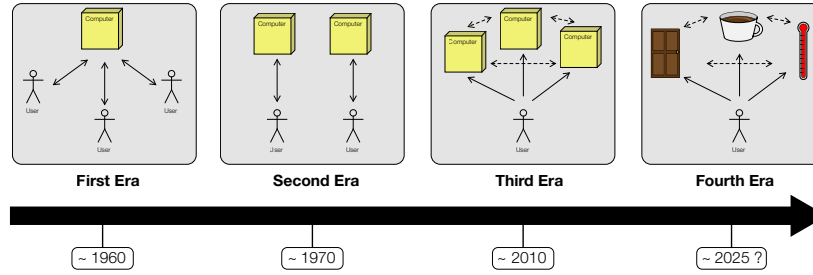 Computer
User
User
User
Computer
Computer
User
User
Computer
Computer
Computer
User
User
First Era
Second Era
Third Era
Fourth Era
~ 1960
~ 1970
~ 2010
~ 2025 ?